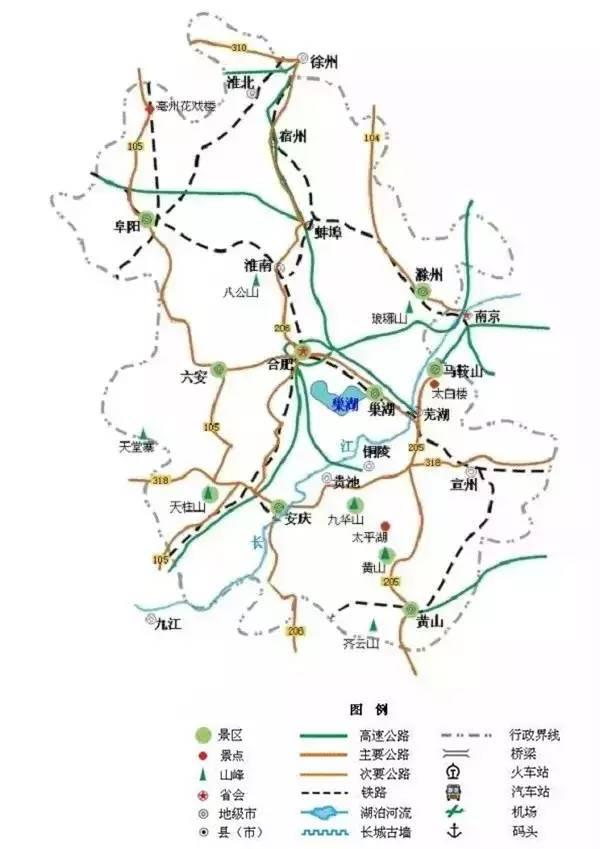 310
徐州
淮北
亳州花戏楼
宿州
105
104
阜阳
蚌埠
淮南
八公山
滁州
琅琊山
南京
206
合肥
六安
马鞍山
太白楼
巢湖
巢湖
芜湖
105
天堂寨
江
铜陵
205
318
宣州
318
贵池
天柱山
安庆
九华山
太平湖
长
黄山
105
205
九江
黄山
206
齐云山
图 例
景区
高速公路
行政界线
景点
主要公路
桥梁
山峰
次要公路
火车站
省会
铁路
汽车站
地级市
湖泊河流
机场
县（市）
长城古墙
码头